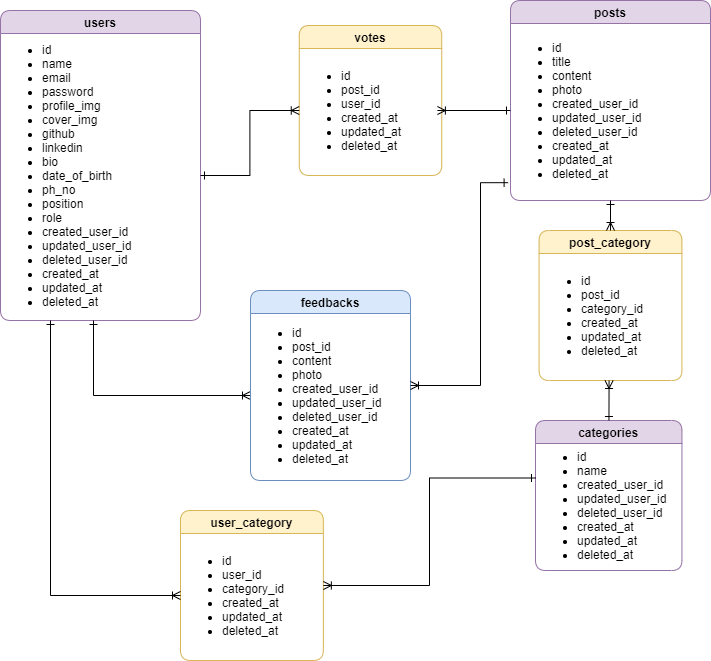 users
id
name
email
password
profile_img
cover_img
github
linkedin
bio
date_of_birth
ph_no
position
role
created_user_id
updated_user_id
deleted_user_id
created_at
updated_at
deleted_at
votes
id
post_id
user_id
created_at
updated_at
deleted_at
posts
id
title
content
photo
created_user_id
updated_user_id
deleted_user_id
created_at
updated_at
deleted_at
post_category
id
post_id
category_id
created_at
updated_at
deleted_at
feedbacks
id
post_id
content
photo
created_user_id
updated_user_id
deleted_user_id
created_at
updated_at
deleted_at
categories
id
name
created_user_id
updated_user_id
deleted_user_id
created_at
updated_at
deleted_at
user_category
id
user_id
category_id
created_at
updated_at
deleted_at